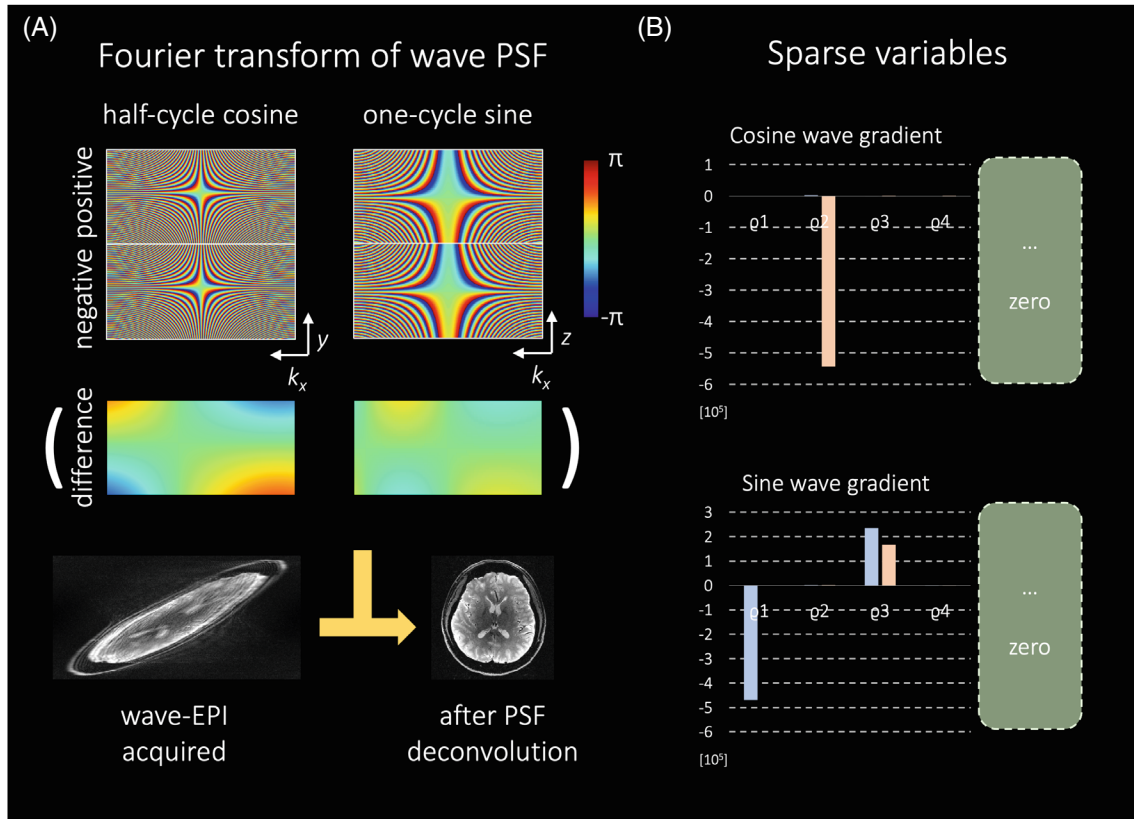 (A)
Fourier transform of wave PSF
half-cycle cosine
one-cycle sine
negative positive
π
-π
y
kx
z
kx
( difference )
wave-EPI
acquired
after PSF
deconvolution
(B)
Sparse variables
Cosine wave gradient
1
0
-1
-2
-3
-4
-5
-6
[10⁵]
ϱ1
ϱ2
ϱ3
ϱ4
...
zero
Sine wave gradient
3
2
1
0
-1
-2
-3
-4
-5
-6
[10⁵]
ϱ1
ϱ2
ϱ3
ϱ4
...
zero